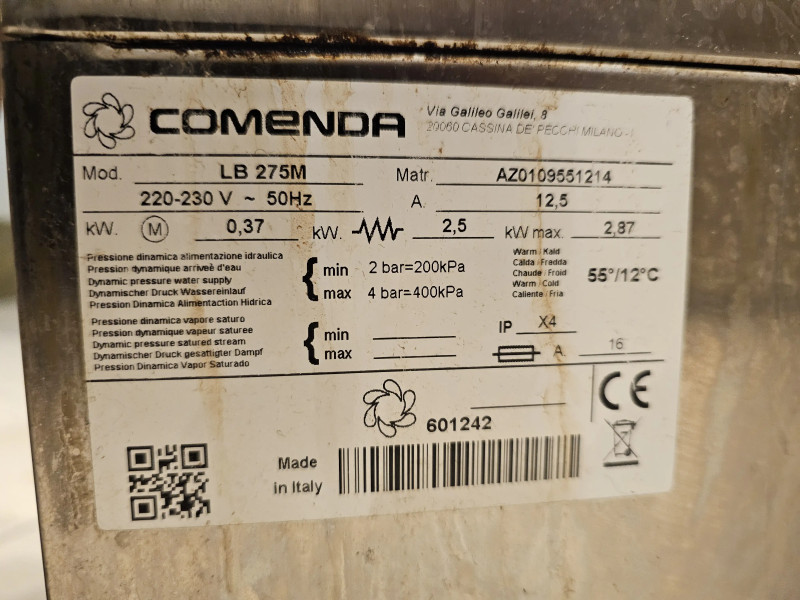 COMENDA
Via Galileo Galilei, 8
20060 CASSINA DE' PECCHI MILANO -
Mod. LB 275M Matr. AZ0109551214
220-230 V ~ 50Hz A. 12,5
kW. M 0,37 kW. 2,5 kW max. 2,87
Pressione dinamica alimentazione idraulica
Pression dynamique arriveè d'eau
Dynamic pressure water supply
Dynamischer Druck Wassereinlauf
Pression Dinamica Alimentaction Hidrica
min 2 bar=200kPa
max 4 bar=400kPa
Warm Kald
Calda Fredda
Chaude Froid
Warm Cold
Caliente Fria
55°/12°C
Pressione dinamica vapore saturo
Pression dynamique vapeur saturee
Dynamic pressure satured stream
Dynamischer Druck gesattigter Dampf
Pression Dinamica Vapor Saturado
min
max
IP X4
A. 16
CE
601242
Made
in Italy